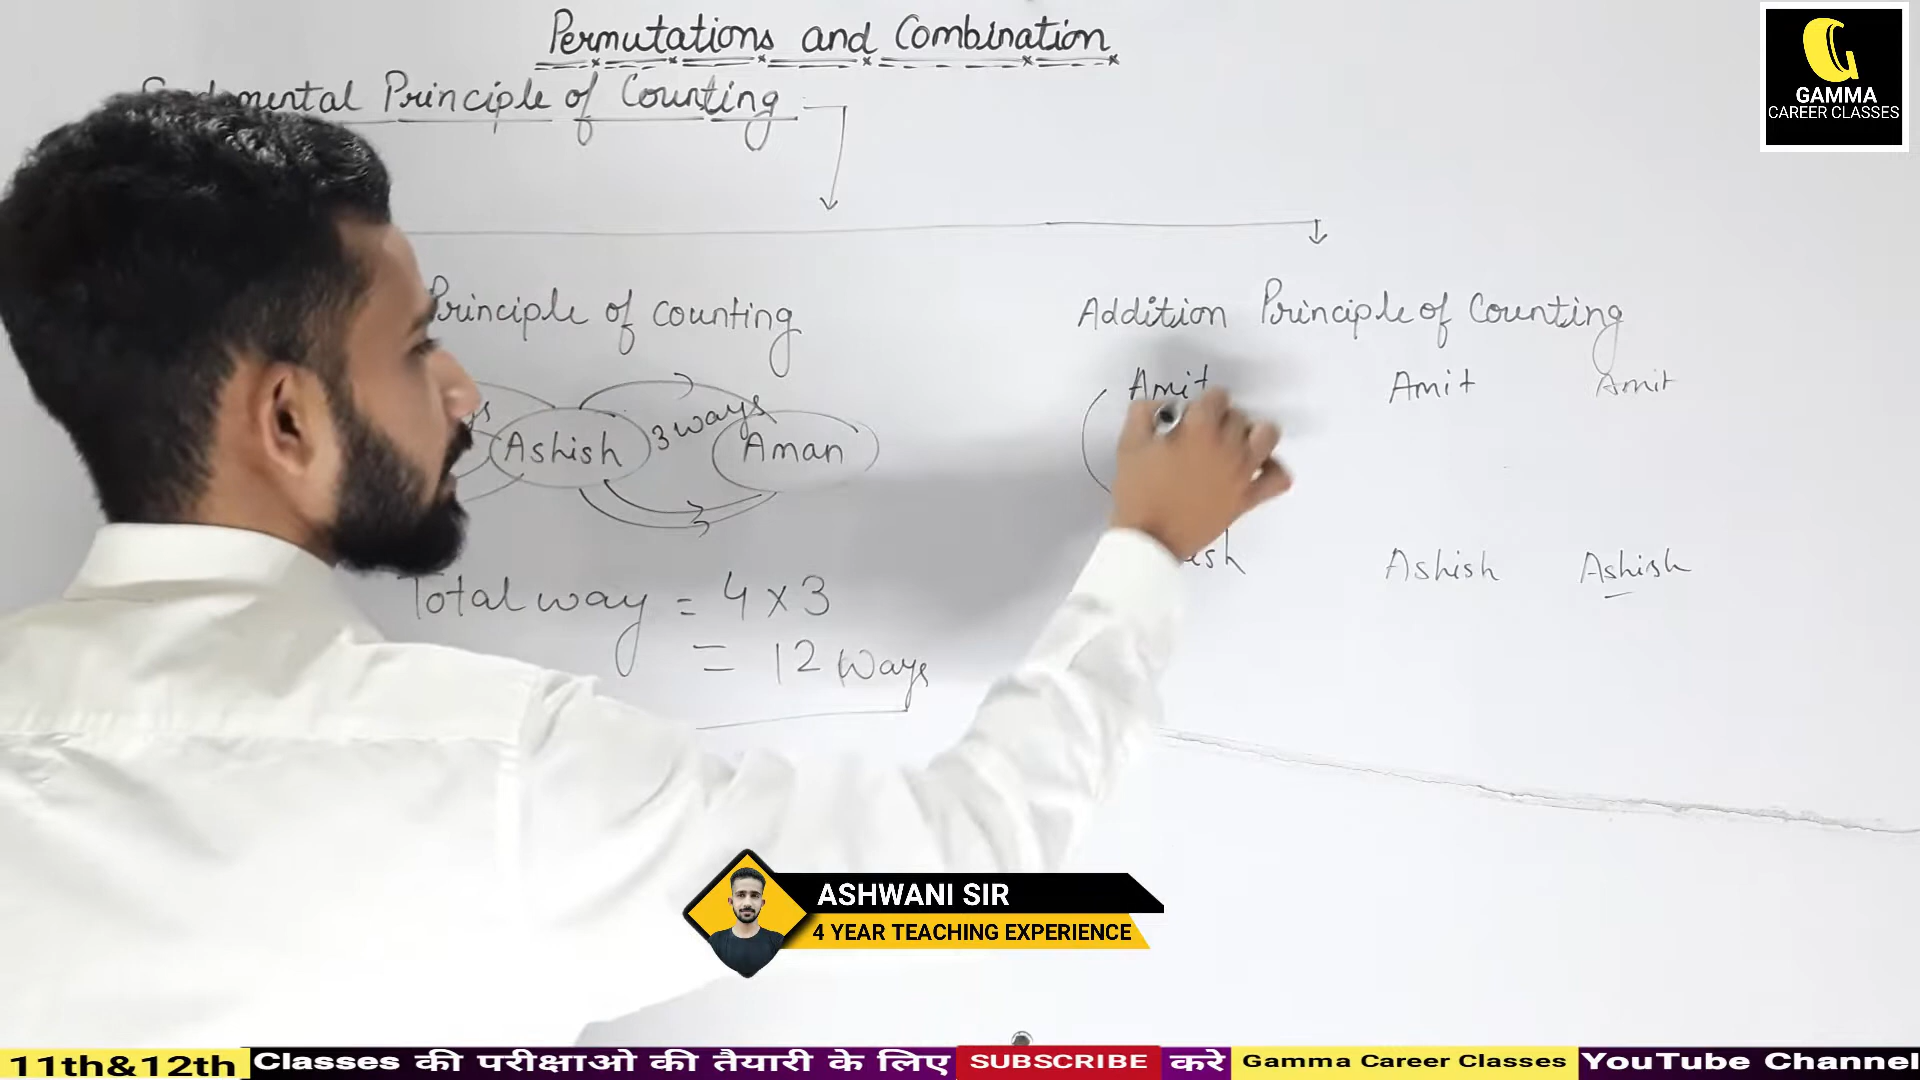 Permutations and Combination
mental Principle of Counting
Principle of counting
Addition Principle of Counting
Ashish
3 ways
Aman
Amit
Amit
Amit
Ashish
Ashish
Total way = 4 x 3
= 12 ways
GAMMA
CAREER CLASSES
ASHWANI SIR
4 YEAR TEACHING EXPERIENCE
11th&12th Classes की परीक्षाओ की तैयारी के लिए SUBSCRIBE करे Gamma Career Classes YouTube Channel